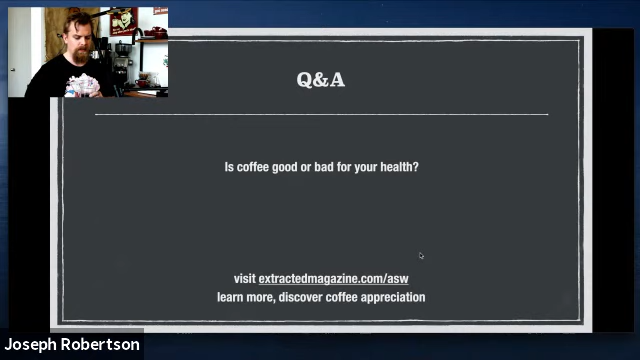 Q&A
Is coffee good or bad for your health?
visit extractedmagazine.com/asw
learn more, discover coffee appreciation
Joseph Robertson